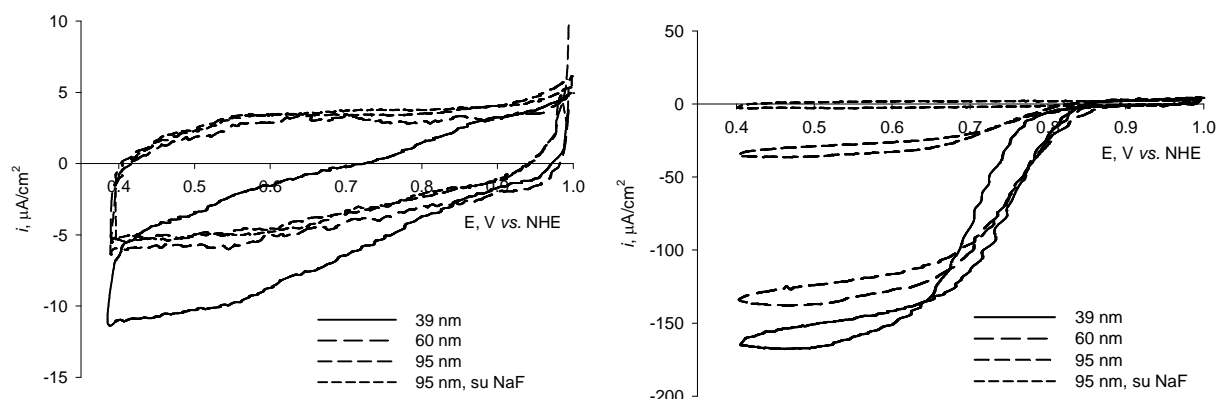 10
5
0
-5
-10
-15
i, µA/cm²
0.4 0.5 0.6 0.7 0.8 0.9 1.0
E, V vs. NHE
39 nm
60 nm
95 nm
95 nm, su NaF
50
0
-50
-100
-150
-200
i, µA/cm²
0.4 0.5 0.6 0.7 0.8 0.9 1.0
E, V vs. NHE
39 nm
60 nm
95 nm
95 nm, su NaF